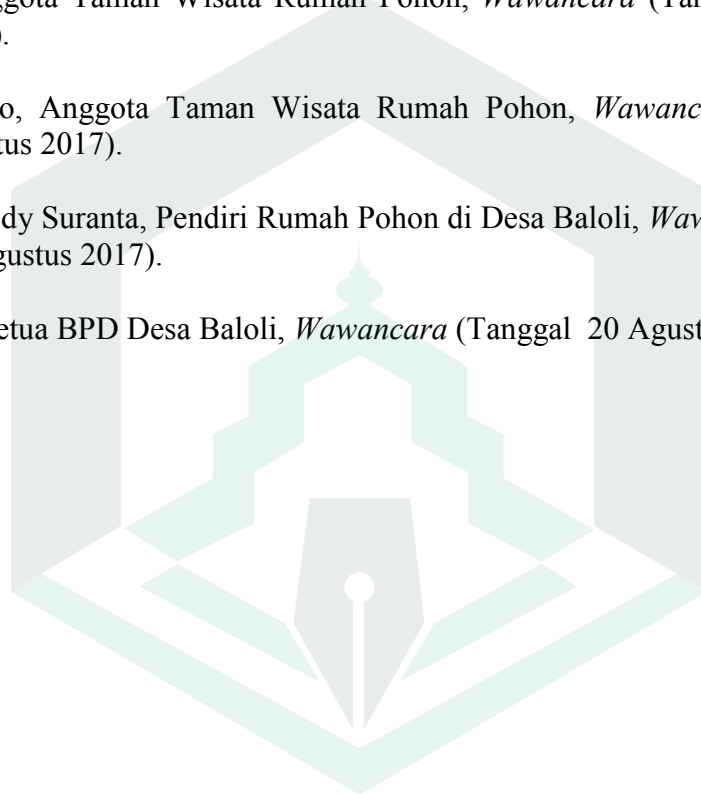 ggota Taman Wisata Rumah Pohon, Wawancara (Tan
).
o, Anggota Taman Wisata Rumah Pohon, Wawanc
tus 2017).
dy Suranta, Pendiri Rumah Pohon di Desa Baloli, Waw
gustus 2017).
etua BPD Desa Baloli, Wawancara (Tanggal 20 Agust